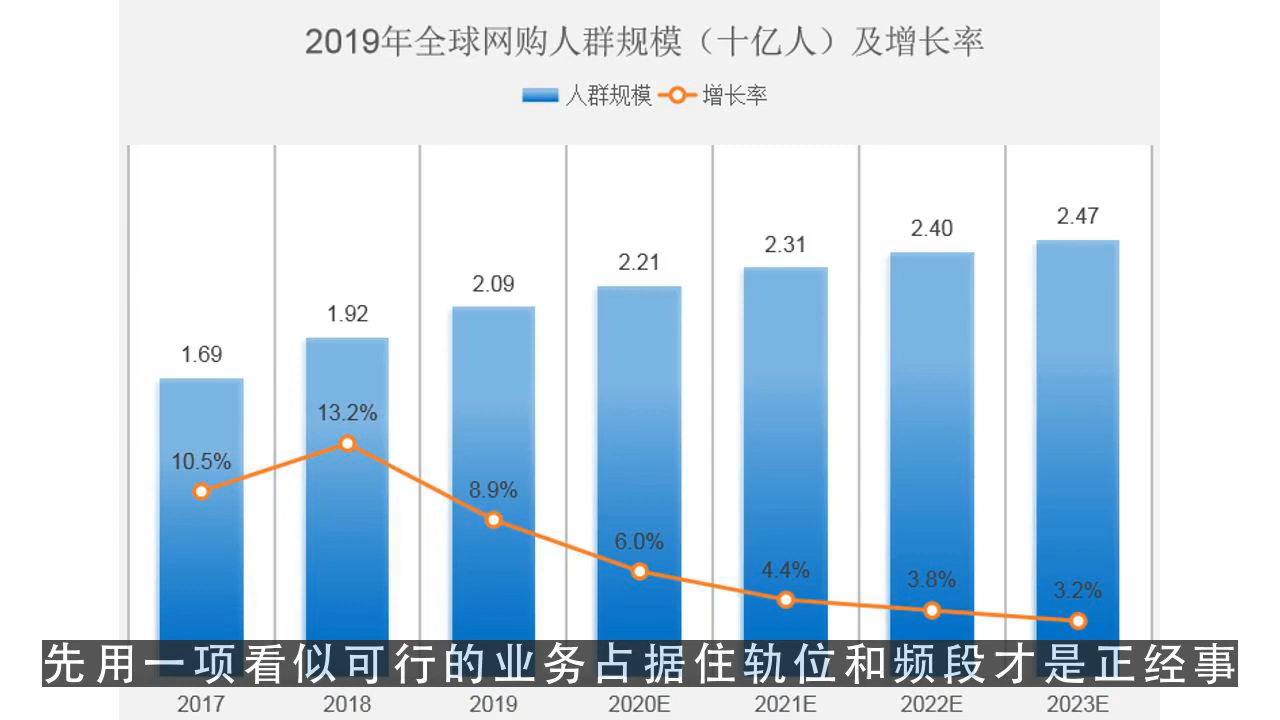 2019年全球网购人群规模（十亿人）及增长率
人群规模 增长率
1.69 1.92 2.09 2.21 2.31 2.40 2.47
10.5% 13.2% 8.9% 6.0% 4.4% 3.8% 3.2%
先用一项看似可行的业务占据住轨位和频段才是正经事
2017 2018 2019 2020E 2021E 2022E 2023E